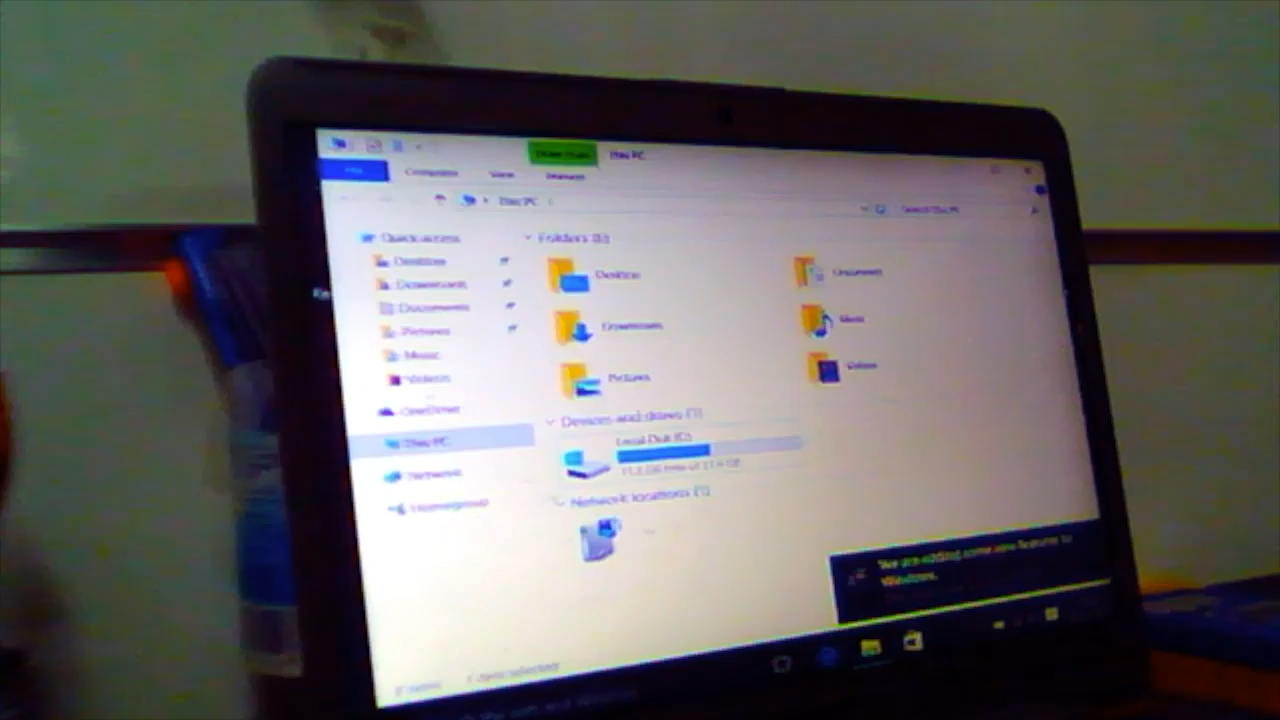 This PC
File
Computer
View
Manage
This PC
Search This PC
Quick access
Desktop
Downloads
Documents
Pictures
Music
Videos
OneDrive
This PC
Network
Homegroup
Folders (6)
Desktop
Documents
Downloads
Music
Pictures
Videos
Devices and drives (1)
Local Disk (C:)
Network locations (1)
We are adding some new features to
Windows.